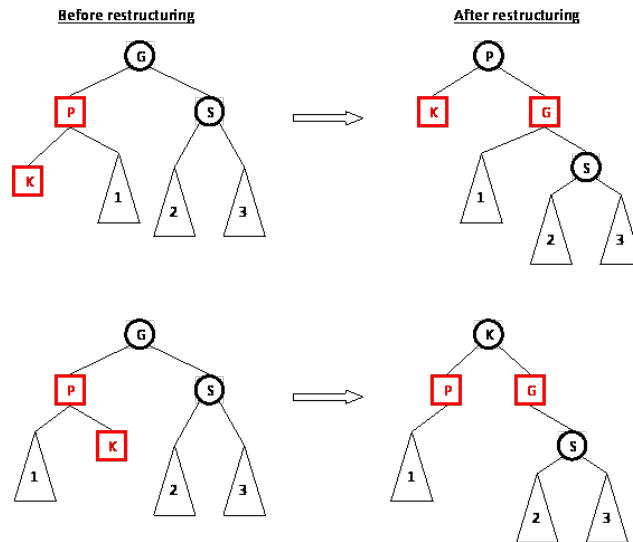 Before restructuring After restructuring
G P
P S K G
K S
1 2 3 1
2 3
G K
P S P G
K S
1 2 3 1
2 3